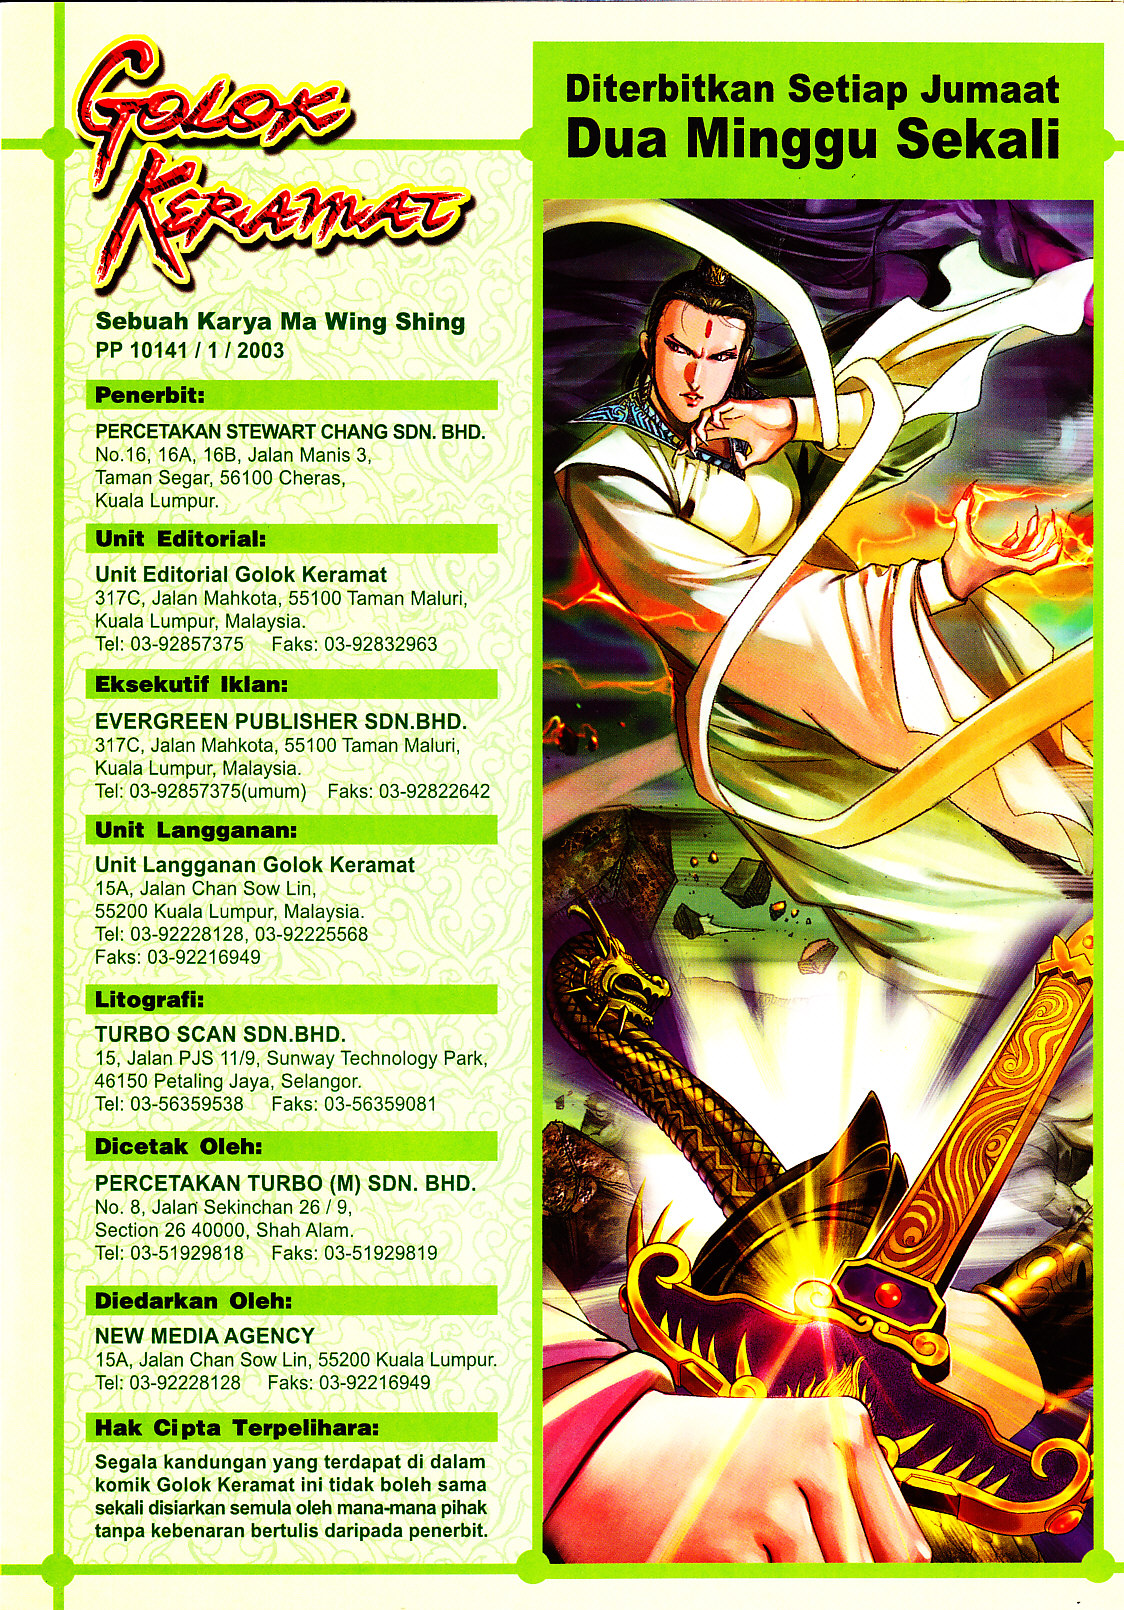 GOLOK
KERAMAT
Sebuah Karya Ma Wing Shing
PP 10141 / 1 / 2003
Penerbit:
PERCETAKAN STEWART CHANG SDN. BHD.
No.16, 16A, 16B, Jalan Manis 3,
Taman Segar, 56100 Cheras,
Kuala Lumpur.
Unit Editorial:
Unit Editorial Golok Keramat
317C, Jalan Mahkota, 55100 Taman Maluri,
Kuala Lumpur, Malaysia.
Tel: 03-92857375 Faks: 03-92832963
Eksekutif Iklan:
EVERGREEN PUBLISHER SDN.BHD.
317C, Jalan Mahkota, 55100 Taman Maluri,
Kuala Lumpur, Malaysia.
Tel: 03-92857375(umum) Faks: 03-92822642
Unit Langganan:
Unit Langganan Golok Keramat
15A, Jalan Chan Sow Lin,
55200 Kuala Lumpur, Malaysia.
Tel: 03-92228128, 03-92225568
Faks: 03-92216949
Litografi:
TURBO SCAN SDN.BHD.
15, Jalan PJS 11/9, Sunway Technology Park,
46150 Petaling Jaya, Selangor.
Tel: 03-56359538 Faks: 03-56359081
Dicetak Oleh:
PERCETAKAN TURBO (M) SDN. BHD.
No. 8, Jalan Sekinchan 26 / 9,
Section 26 40000, Shah Alam.
Tel: 03-51929818 Faks: 03-51929819
Diedarkan Oleh:
NEW MEDIA AGENCY
15A, Jalan Chan Sow Lin, 55200 Kuala Lumpur.
Tel: 03-92228128 Faks: 03-92216949
Hak Cipta Terpelihara:
Segala kandungan yang terdapat di dalam
komik Golok Keramat ini tidak boleh sama
sekali disiarkan semula oleh mana-mana pihak
tanpa kebenaran bertulis daripada penerbit.
Diterbitkan Setiap Jumaat
Dua Minggu Sekali